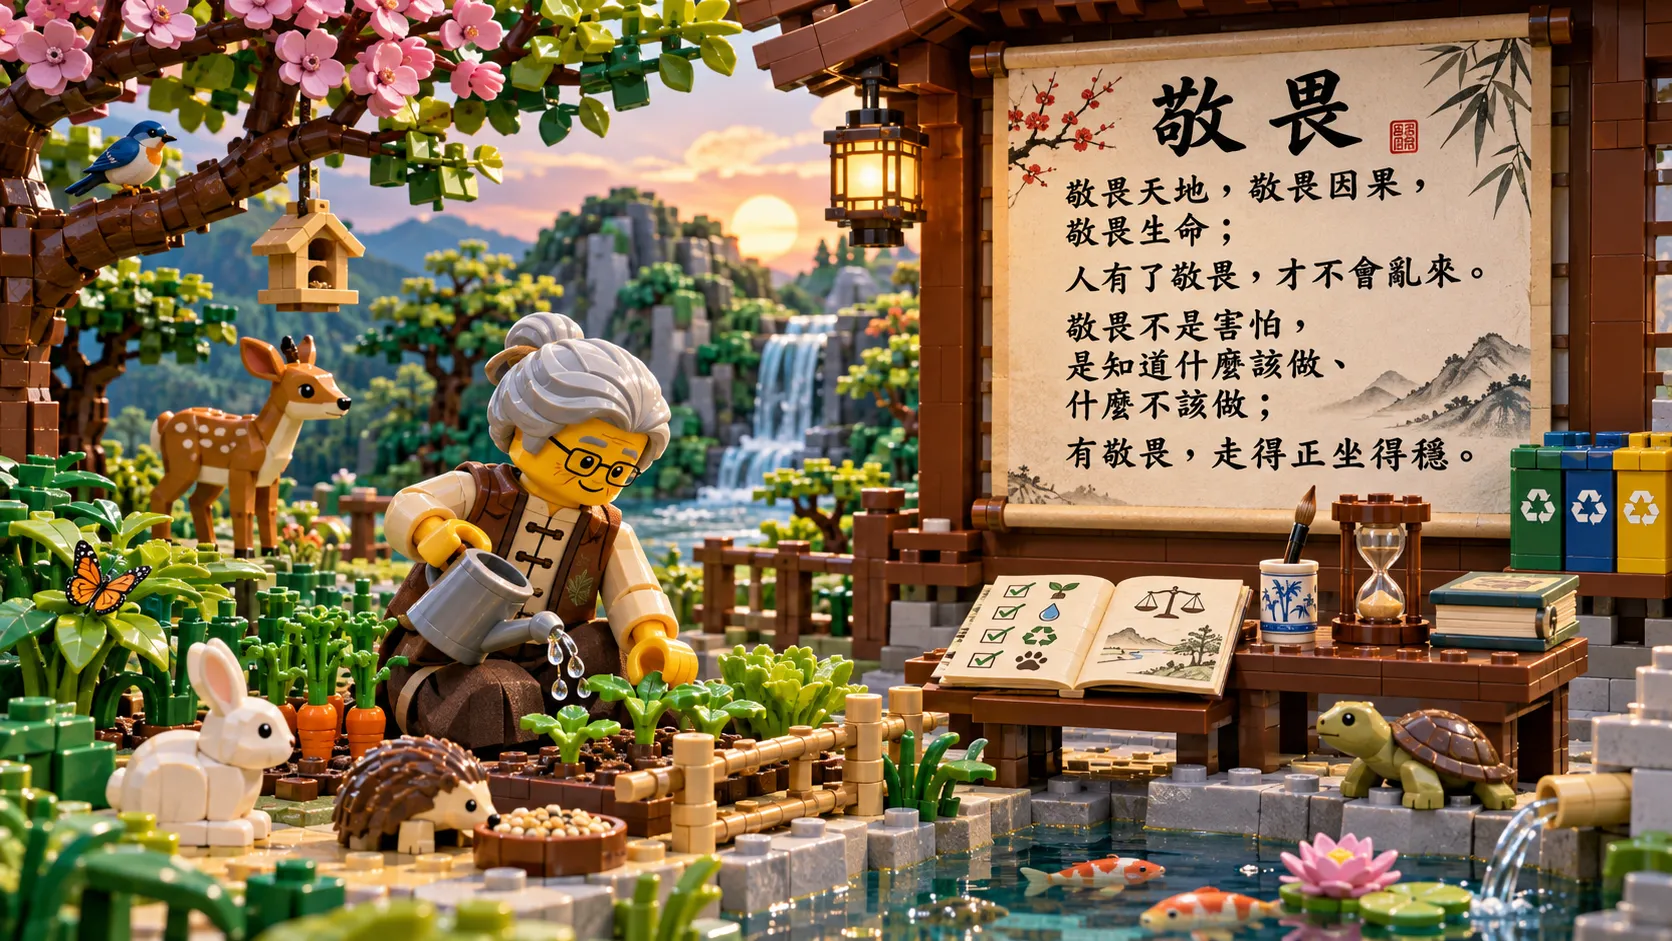 敬畏
敬畏天地，敬畏因果，
敬畏生命；
人有了敬畏，才不會亂來。
敬畏不是害怕，
是知道什麼該做、
什麼不該做；
有敬畏，走得正坐得穩。